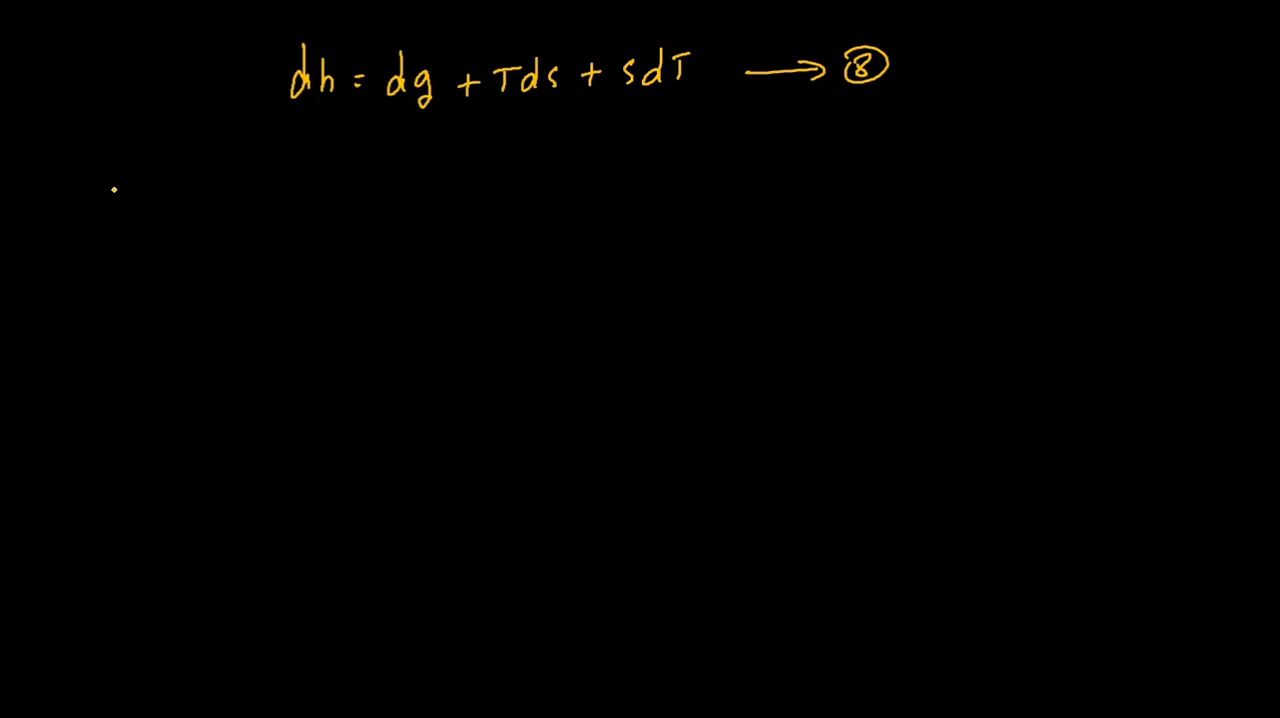 dh = dg + Tds + sdT → ⑧